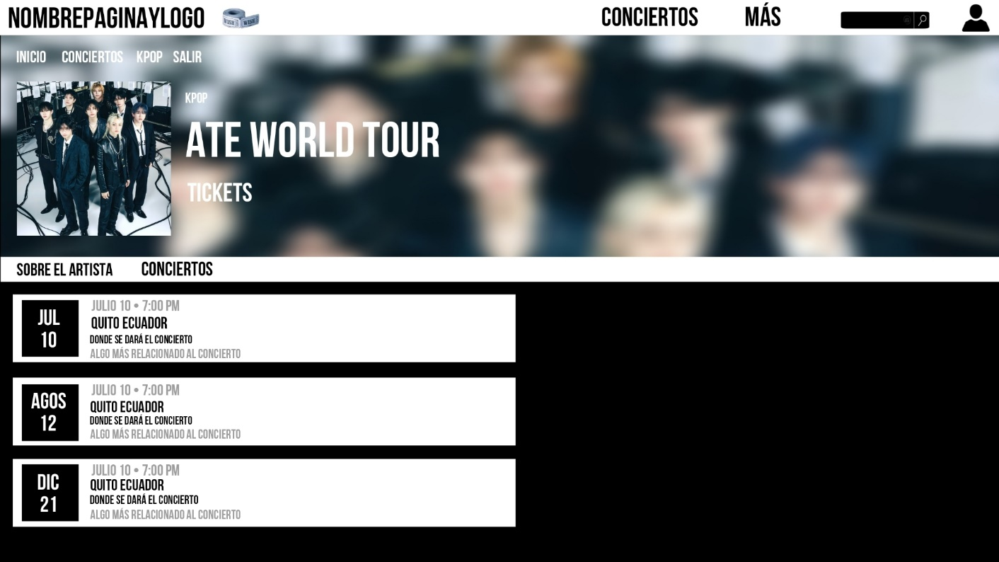 NOMBREPAGINAYLOGO
WISH WISH
CONCIERTOS MÁS
INICIO CONCIERTOS KPOP SALIR
KPOP
ATE WORLD TOUR
TICKETS
SOBRE EL ARTISTA CONCIERTOS
JUL
10
JULIO 10 • 7:00 PM
QUITO ECUADOR
DONDE SE DARÁ EL CONCIERTO
ALGO MÁS RELACIONADO AL CONCIERTO
AGOS
12
JULIO 10 • 7:00 PM
QUITO ECUADOR
DONDE SE DARÁ EL CONCIERTO
ALGO MÁS RELACIONADO AL CONCIERTO
DIC
21
JULIO 10 • 7:00 PM
QUITO ECUADOR
DONDE SE DARÁ EL CONCIERTO
ALGO MÁS RELACIONADO AL CONCIERTO